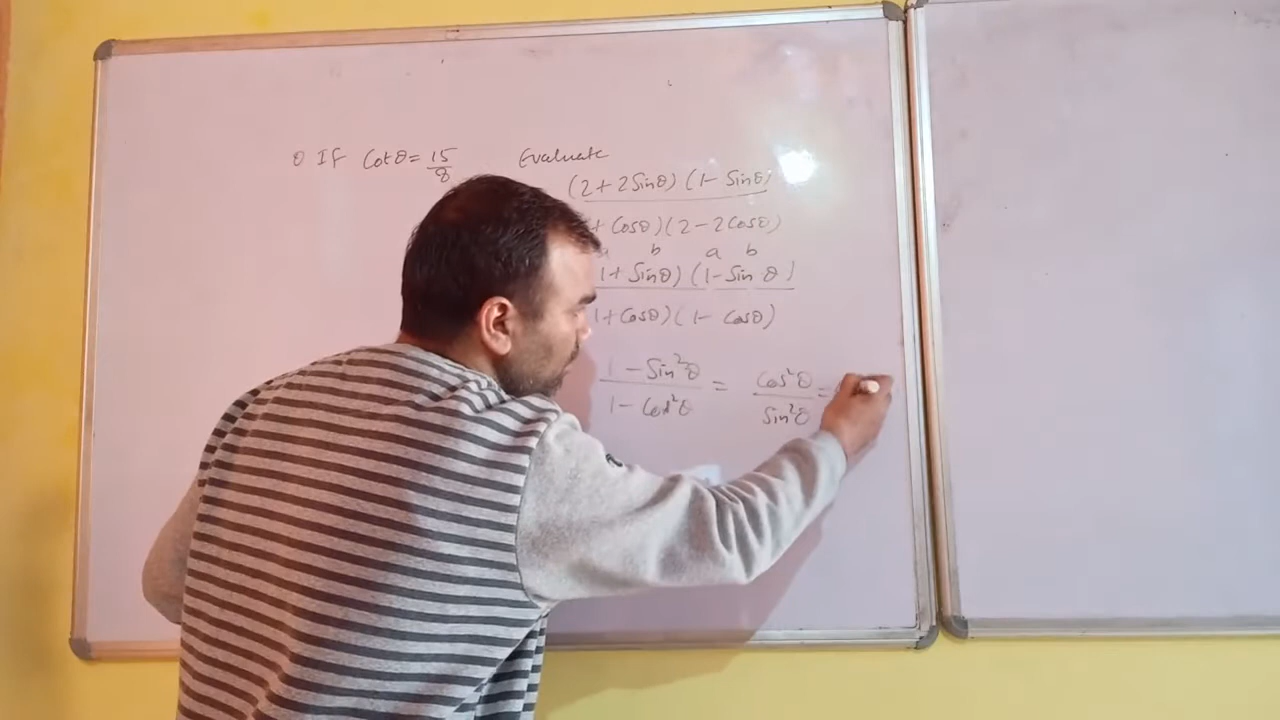 θ IF Cotθ = 15/8 Evaluate
(2 + 2Sinθ) (1 - Sinθ)
+ Cosθ) (2 - 2Cosθ)
a b a b
1 + Sinθ) (1 - Sin θ)
1 + Cosθ) (1 - Cosθ)
1 - Sin²θ = Cos²θ =
1 - Cos²θ Sin²θ